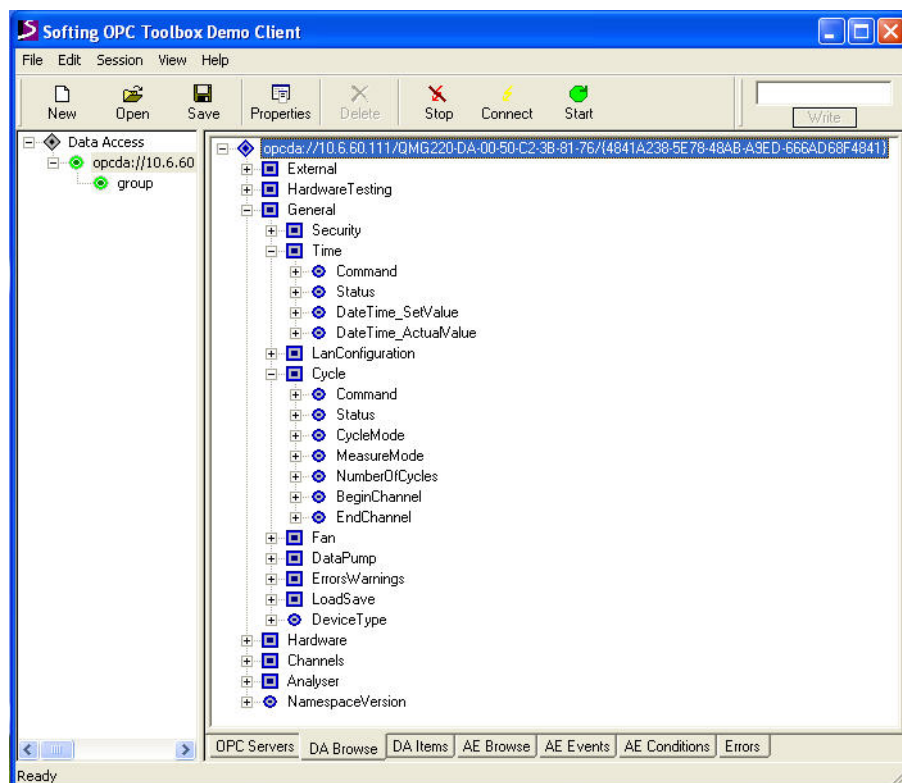 Softing OPC Toolbox Demo Client
File Edit Session View Help
New Open Save Properties Delete Stop Connect Start Write
Data Access
opcda://10.6.60
group
opcda://10.6.60.111/QMG220-DA-00-50-C2-3B-81-76/{4841A238-5E78-48AB-A9ED-666AD68F4841}
External
HardwareTesting
General
Security
Time
Command
Status
DateTime_SetValue
DateTime_ActualValue
LanConfiguration
Cycle
Command
Status
CycleMode
MeasureMode
NumberOfCycles
BeginChannel
EndChannel
Fan
DataPump
ErrorsWarnings
LoadSave
DeviceType
Hardware
Channels
Analyser
NamespaceVersion
OPC Servers DA Browse DA Items AE Browse AE Events AE Conditions Errors
Ready